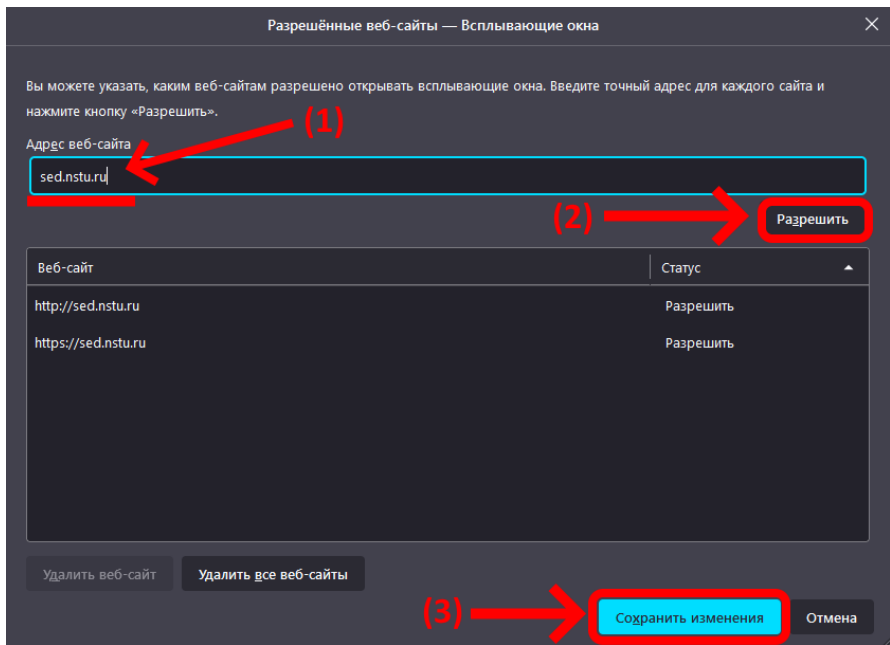 Разрешённые веб-сайты — Всплывающие окна
Вы можете указать, каким веб-сайтам разрешено открывать всплывающие окна. Введите точный адрес для каждого сайта и
нажмите кнопку «Разрешить».
(1)
Адрес веб-сайта
sed.nstu.ru
(2)
Разрешить
Веб-сайт Статус
http://sed.nstu.ru Разрешить
https://sed.nstu.ru Разрешить
Удалить веб-сайт Удалить все веб-сайты
(3)
Сохранить изменения Отмена